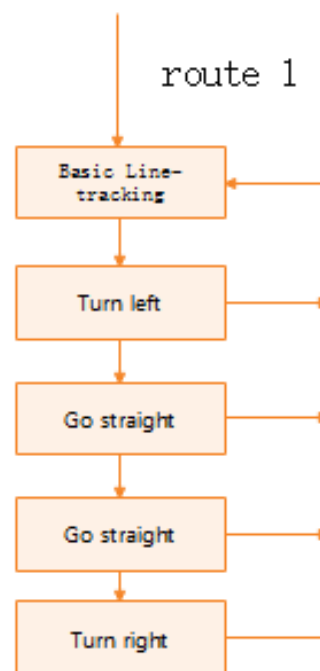 route 1
Basic Line-
tracking
Turn left
Go straight
Go straight
Turn right